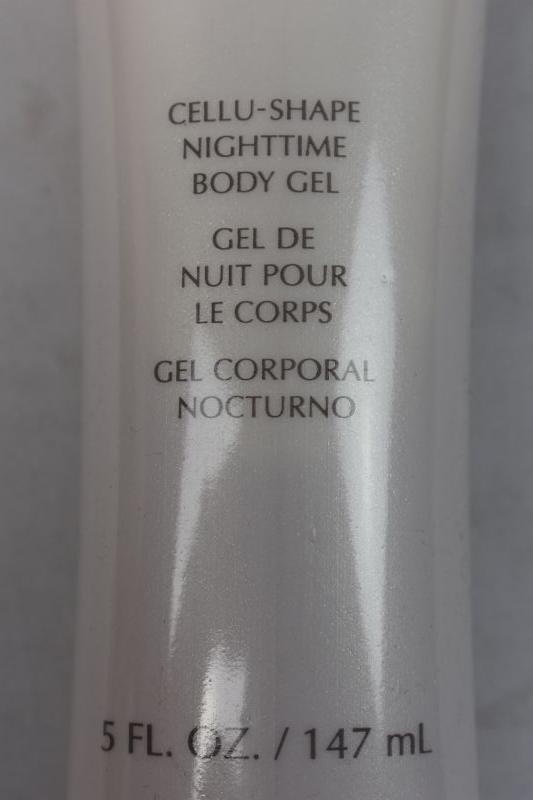 CELLU-SHAPE
NIGHTTIME
BODY GEL
GEL DE
NUIT POUR
LE CORPS
GEL CORPORAL
NOCTURNO
5 FL. OZ. / 147 mL